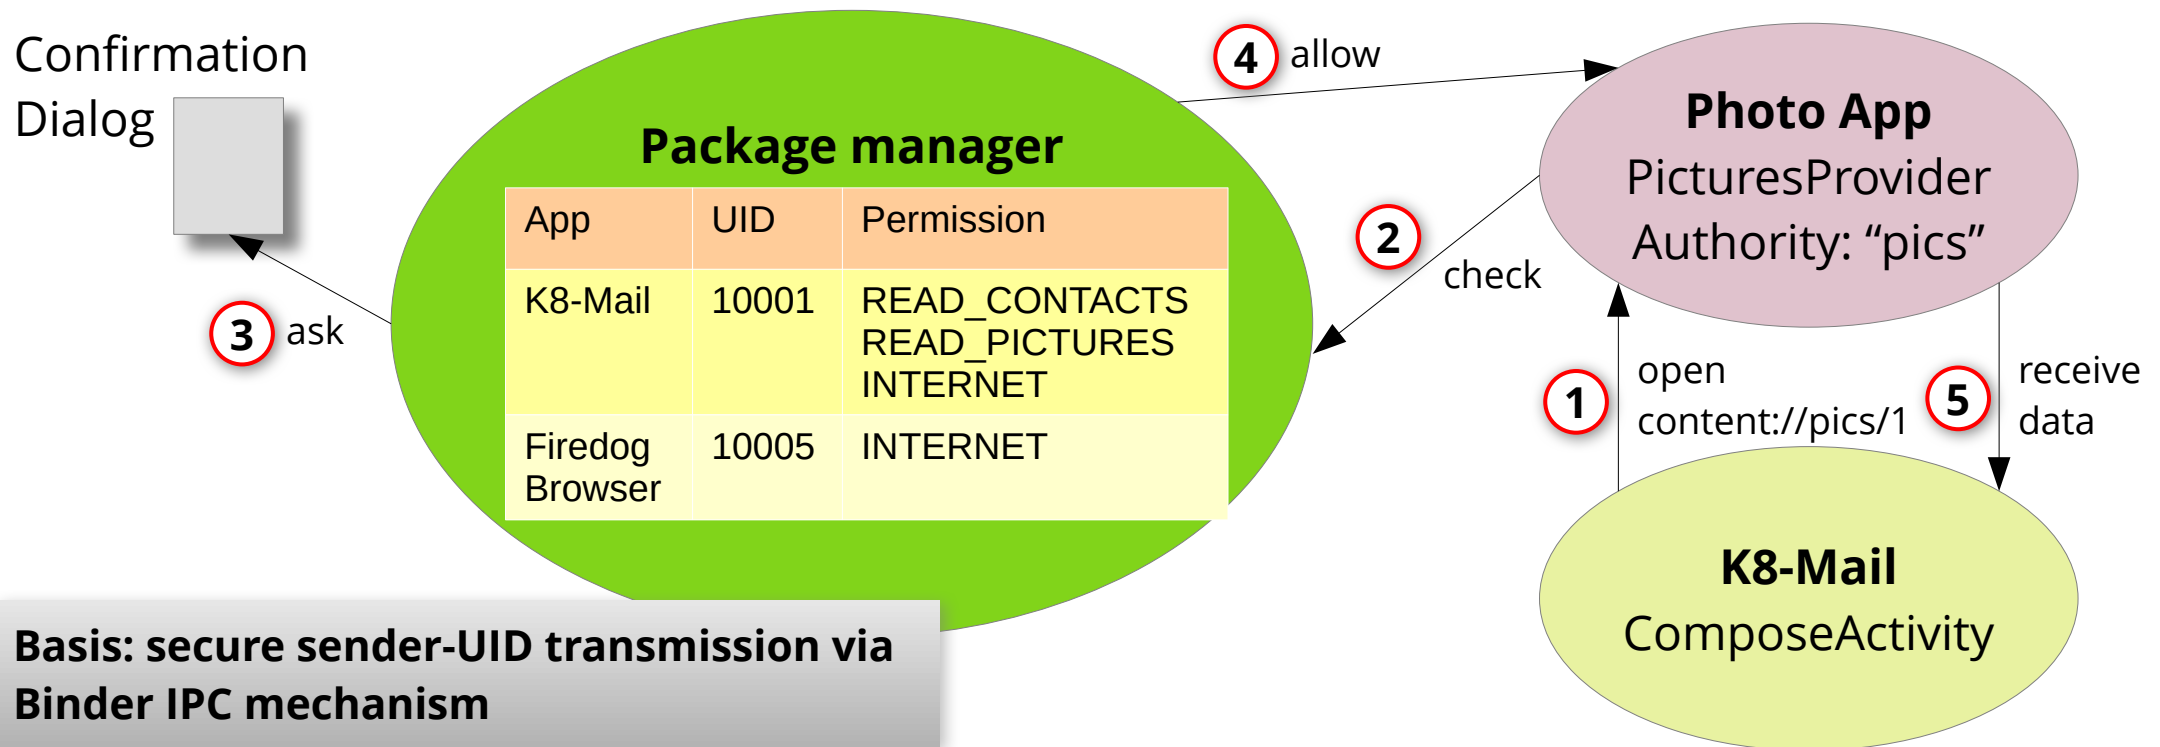 Confirmation
Dialog
3 ask
Package manager
App UID Permission
K8-Mail 10001 READ_CONTACTS
READ_PICTURES
INTERNET
Firedog 10005 INTERNET
Browser
4 allow
2
check
Photo App
PicturesProvider
Authority: “pics”
1
open
content://pics/1
5
receive
data
K8-Mail
ComposeActivity
Basis: secure sender-UID transmission via
Binder IPC mechanism